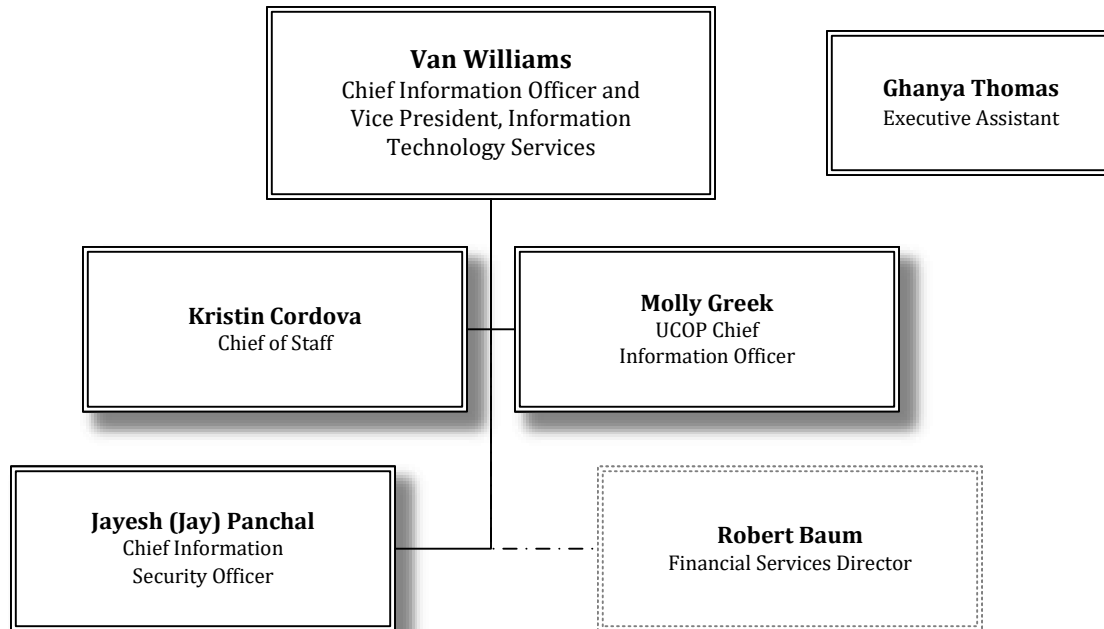 Van Williams
Chief Information Officer and
Vice President, Information
Technology Services
Ghanya Thomas
Executive Assistant
Kristin Cordova
Chief of Staff
Molly Greek
UCOP Chief
Information Officer
Jayesh (Jay) Panchal
Chief Information
Security Officer
Robert Baum
Financial Services Director